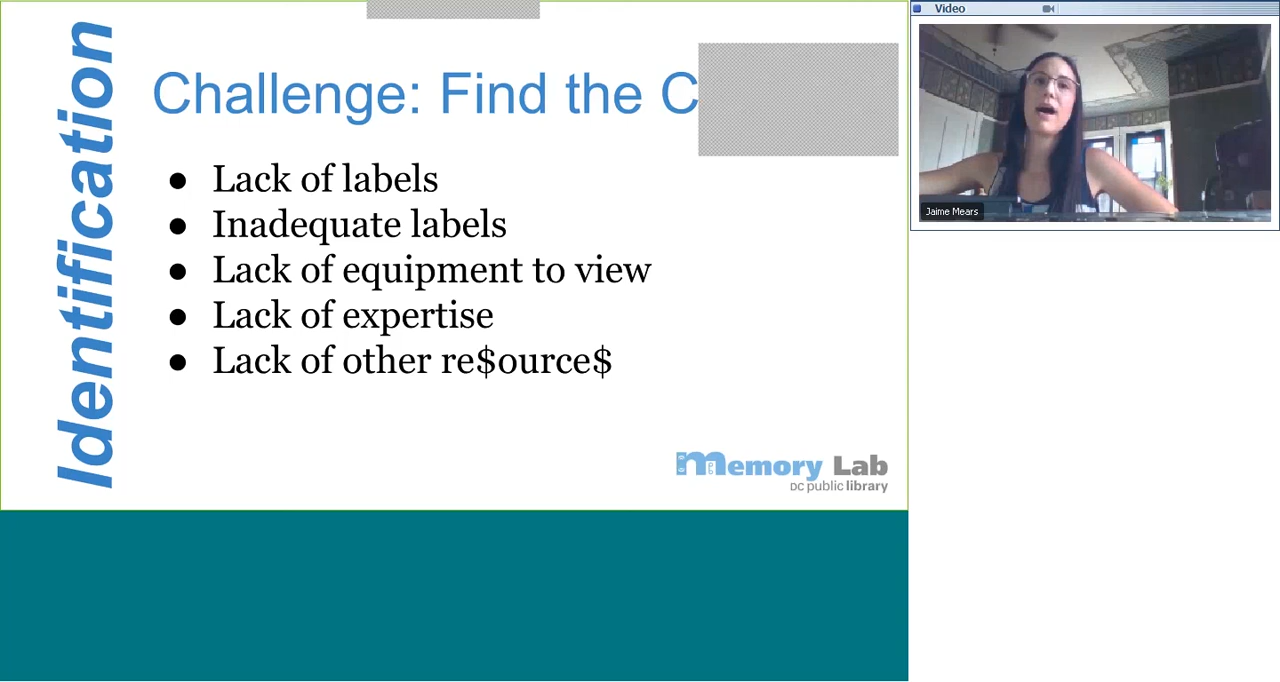 Identification
Challenge: Find the C
Lack of labels
Inadequate labels
Lack of equipment to view
Lack of expertise
Lack of other re$ource$
memory Lab
DC public library
Video
Jaime Mears